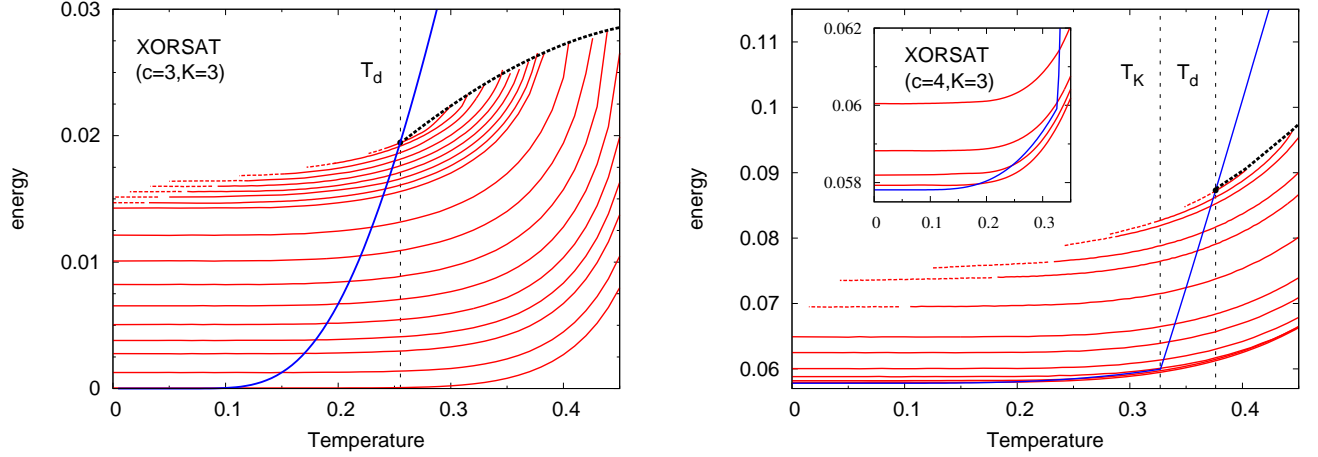 XORSAT
(c=3,K=3)
T_d
0.03
0.02
0.01
0
energy
0 0.1 0.2 0.3 0.4
Temperature
XORSAT
(c=4,K=3)
0.062
0.06
0.058
0.0 0.1 0.2 0.3
T_K T_d
0.11
0.1
0.09
0.08
0.07
0.06
energy
0 0.1 0.2 0.3 0.4
Temperature